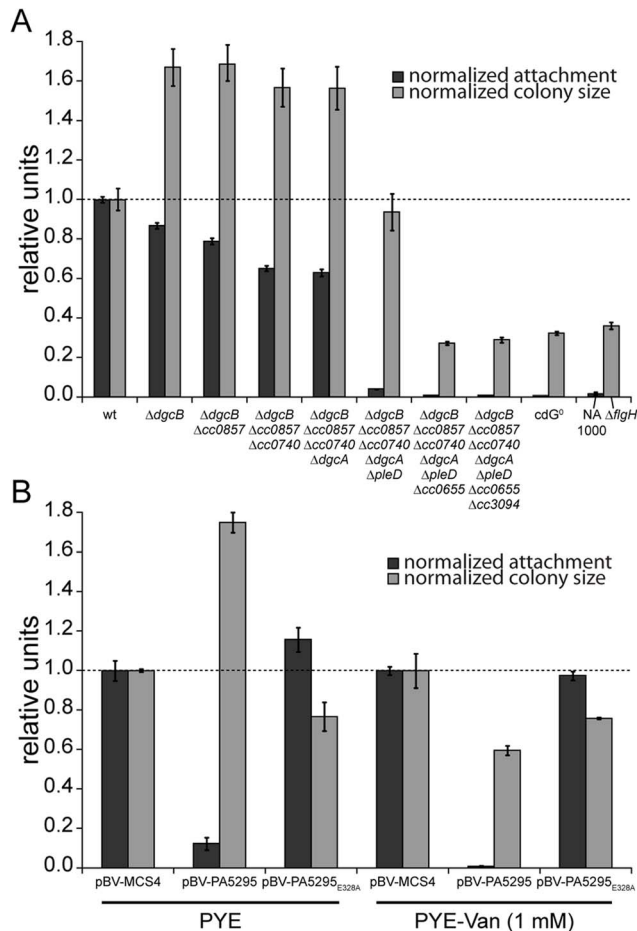 A
1.8
1.6
1.4
1.2
1.0
0.8
0.6
0.4
0.2
0.0
relative units
normalized attachment
normalized colony size
wt
ΔdgcB
ΔdgcB
Δcc0857
ΔdgcB
Δcc0857
Δcc0740
ΔdgcB
Δcc0857
Δcc0740
ΔdgcA
ΔdgcB
Δcc0857
Δcc0740
ΔdgcA
ΔpleD
ΔdgcB
Δcc0857
Δcc0740
ΔdgcA
ΔpleD
Δcc0655
ΔdgcB
Δcc0857
Δcc0740
ΔdgcA
ΔpleD
Δcc0655
Δcc3094
cdG⁰
NA
1000
ΔflgH
B
1.8
1.6
1.4
1.2
1.0
0.8
0.6
0.4
0.2
0.0
relative units
normalized attachment
normalized colony size
pBV-MCS4
pBV-PA5295
pBV-PA5295E328A
pBV-MCS4
pBV-PA5295
pBV-PA5295E328A
PYE
PYE-Van (1 mM)